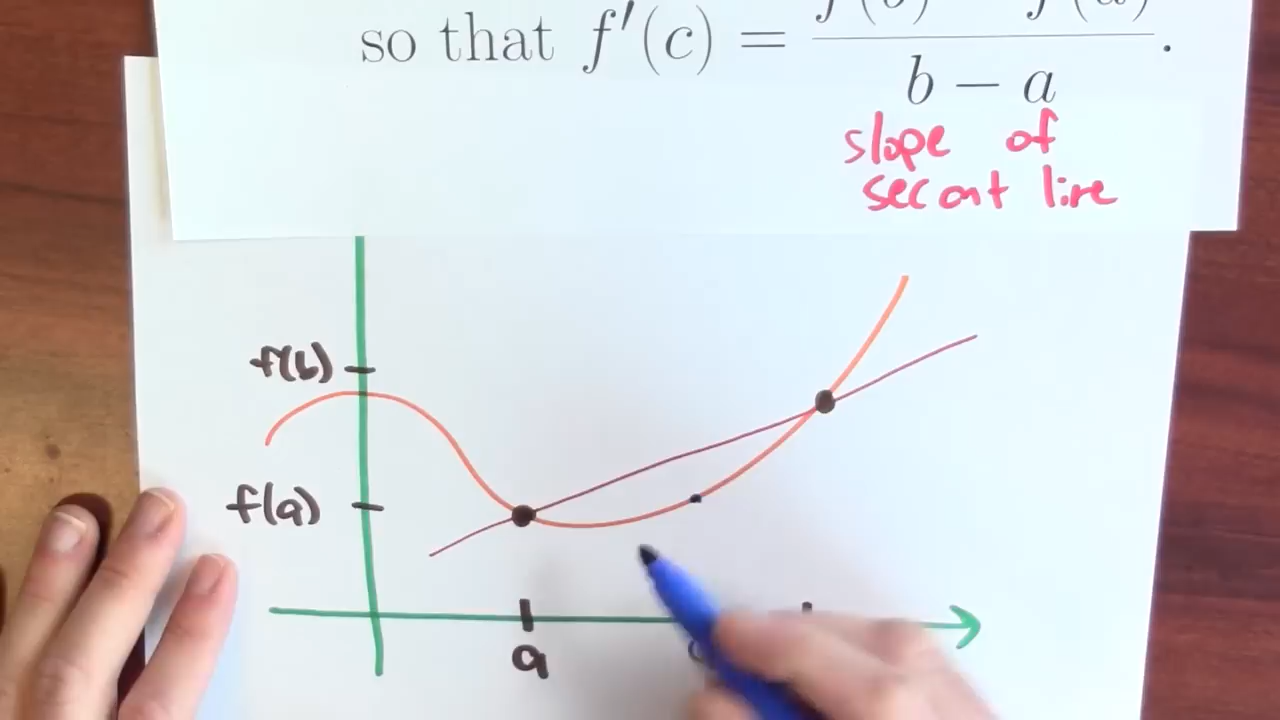 so that f′(c) = f(b) − f(a) / b − a .
slope of
secant line
f(b)
f(a)
a